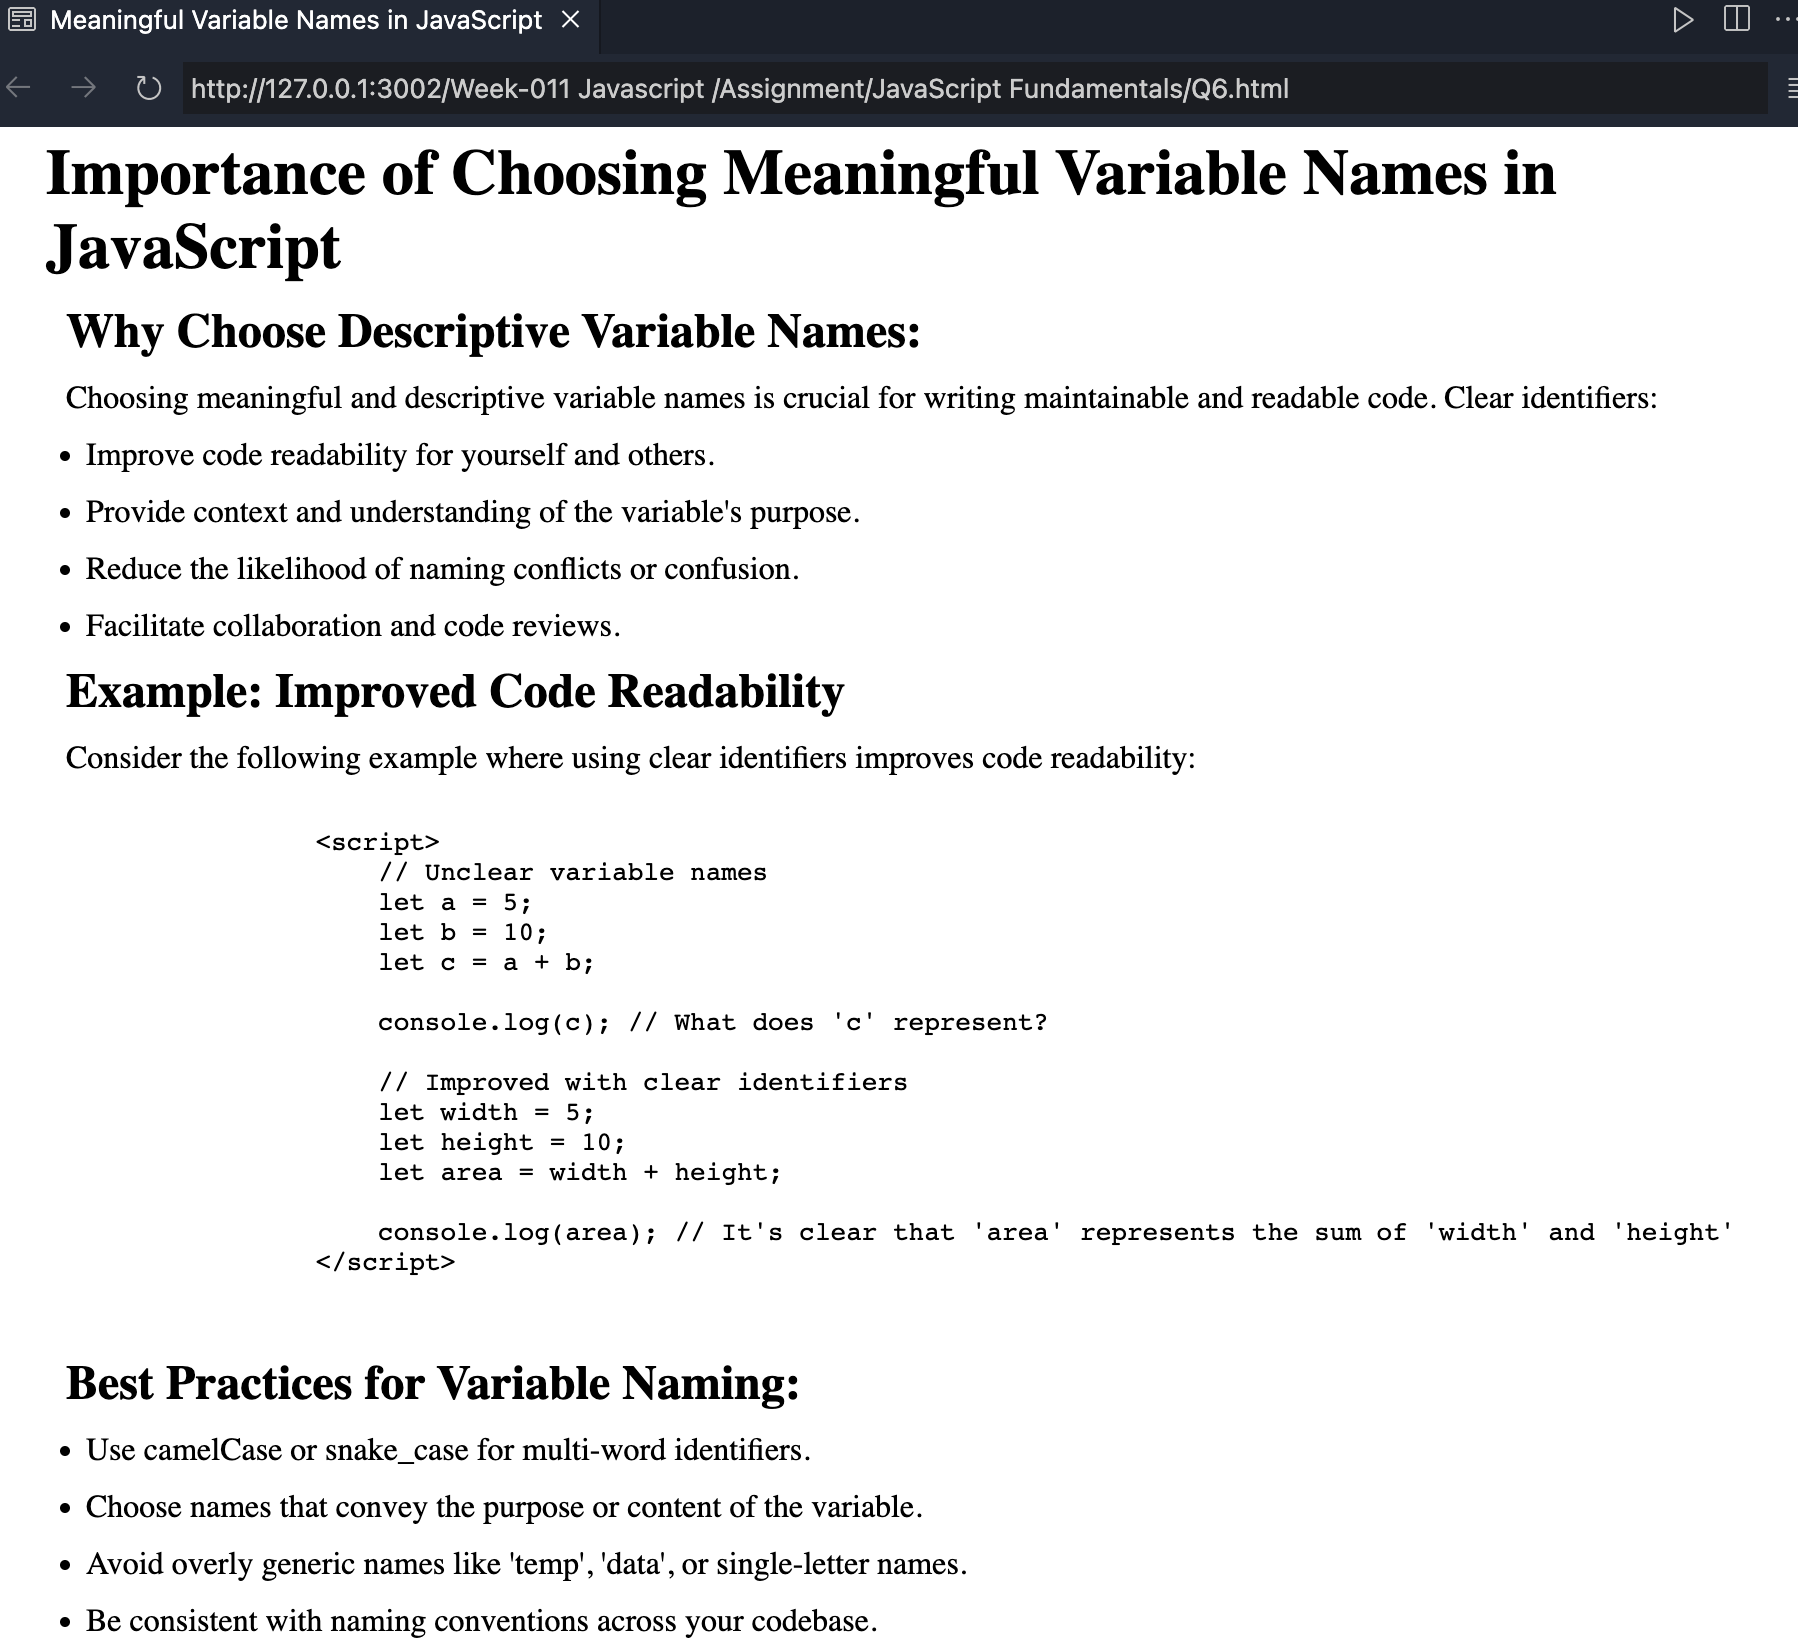 Meaningful Variable Names in JavaScript
http://127.0.0.1:3002/Week-011 Javascript /Assignment/JavaScript Fundamentals/Q6.html
Importance of Choosing Meaningful Variable Names in
JavaScript
Why Choose Descriptive Variable Names:
Choosing meaningful and descriptive variable names is crucial for writing maintainable and readable code. Clear identifiers:
• Improve code readability for yourself and others.
• Provide context and understanding of the variable's purpose.
• Reduce the likelihood of naming conflicts or confusion.
• Facilitate collaboration and code reviews.
Example: Improved Code Readability
Consider the following example where using clear identifiers improves code readability:
<script>
// Unclear variable names
let a = 5;
let b = 10;
let c = a + b;
console.log(c); // What does 'c' represent?
// Improved with clear identifiers
let width = 5;
let height = 10;
let area = width + height;
console.log(area); // It's clear that 'area' represents the sum of 'width' and 'height'
</script>
Best Practices for Variable Naming:
• Use camelCase or snake_case for multi-word identifiers.
• Choose names that convey the purpose or content of the variable.
• Avoid overly generic names like 'temp', 'data', or single-letter names.
• Be consistent with naming conventions across your codebase.